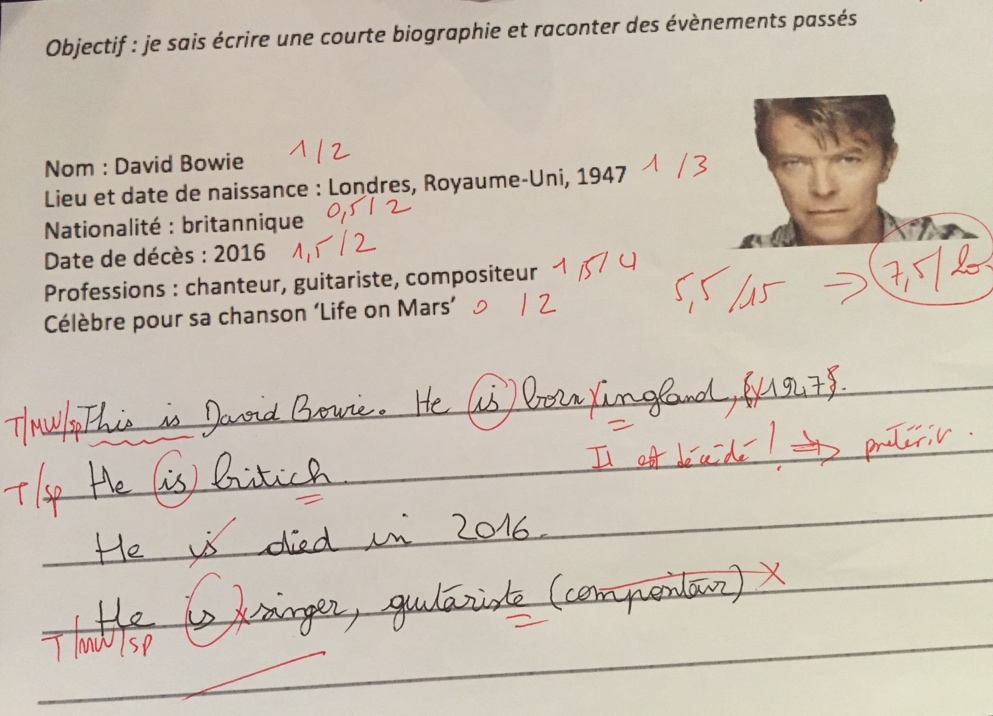 Objectif : je sais écrire une courte biographie et raconter des évènements passés
Nom : David Bowie 1/2
Lieu et date de naissance : Londres, Royaume-Uni, 1947 1/3
Nationalité : britannique 0,5/2
Date de décès : 2016 1,5/2
Professions : chanteur, guitariste, compositeur 1,5/4
Célèbre pour sa chanson ‘Life on Mars’ 0/2
5,5/15 → 7,5/20
T/MW/sp This is David Bowie. He is born ingland, 1947.
Il est décédé ! ⇒ prétérit.
T/sp He is britich.
He is died in 2016.
He is singer, guitariste (compositeur) X
T/MW/sp